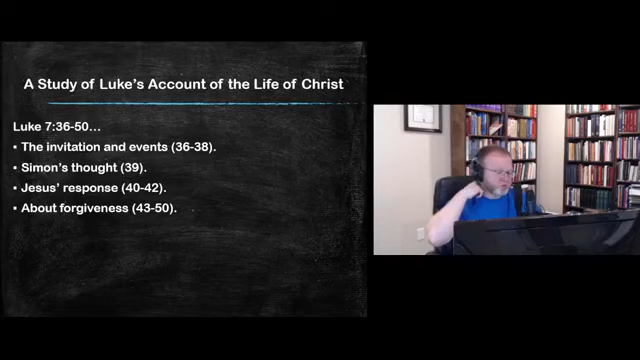 A Study of Luke's Account of the Life of Christ
Luke 7:36-50...
▪ The invitation and events (36-38).
▪ Simon's thought (39).
▪ Jesus' response (40-42).
▪ About forgiveness (43-50).